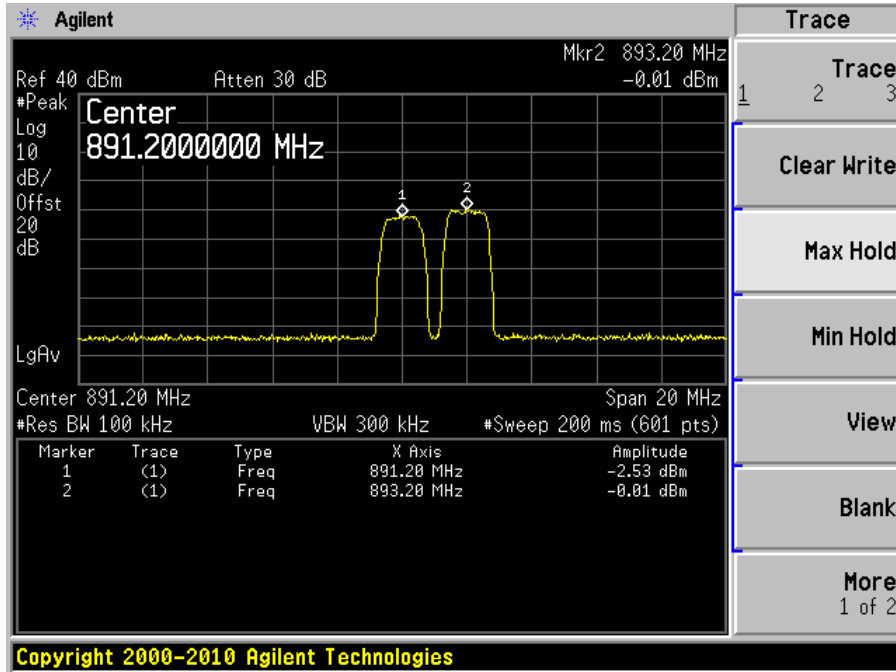 Agilent
Trace
Mkr2 893.20 MHz
Ref 40 dBm Atten 30 dB -0.01 dBm
#Peak
Log
10
dB/
Offst
20
dB
LgAv
Center
891.2000000 MHz
1
2
Center 891.20 MHz Span 20 MHz
#Res BW 100 kHz VBW 300 kHz #Sweep 200 ms (601 pts)
Marker Trace Type X Axis Amplitude
1 (1) Freq 891.20 MHz -2.53 dBm
2 (1) Freq 893.20 MHz -0.01 dBm
Trace
1 2 3
Clear Write
Max Hold
Min Hold
View
Blank
More
1 of 2
Copyright 2000-2010 Agilent Technologies